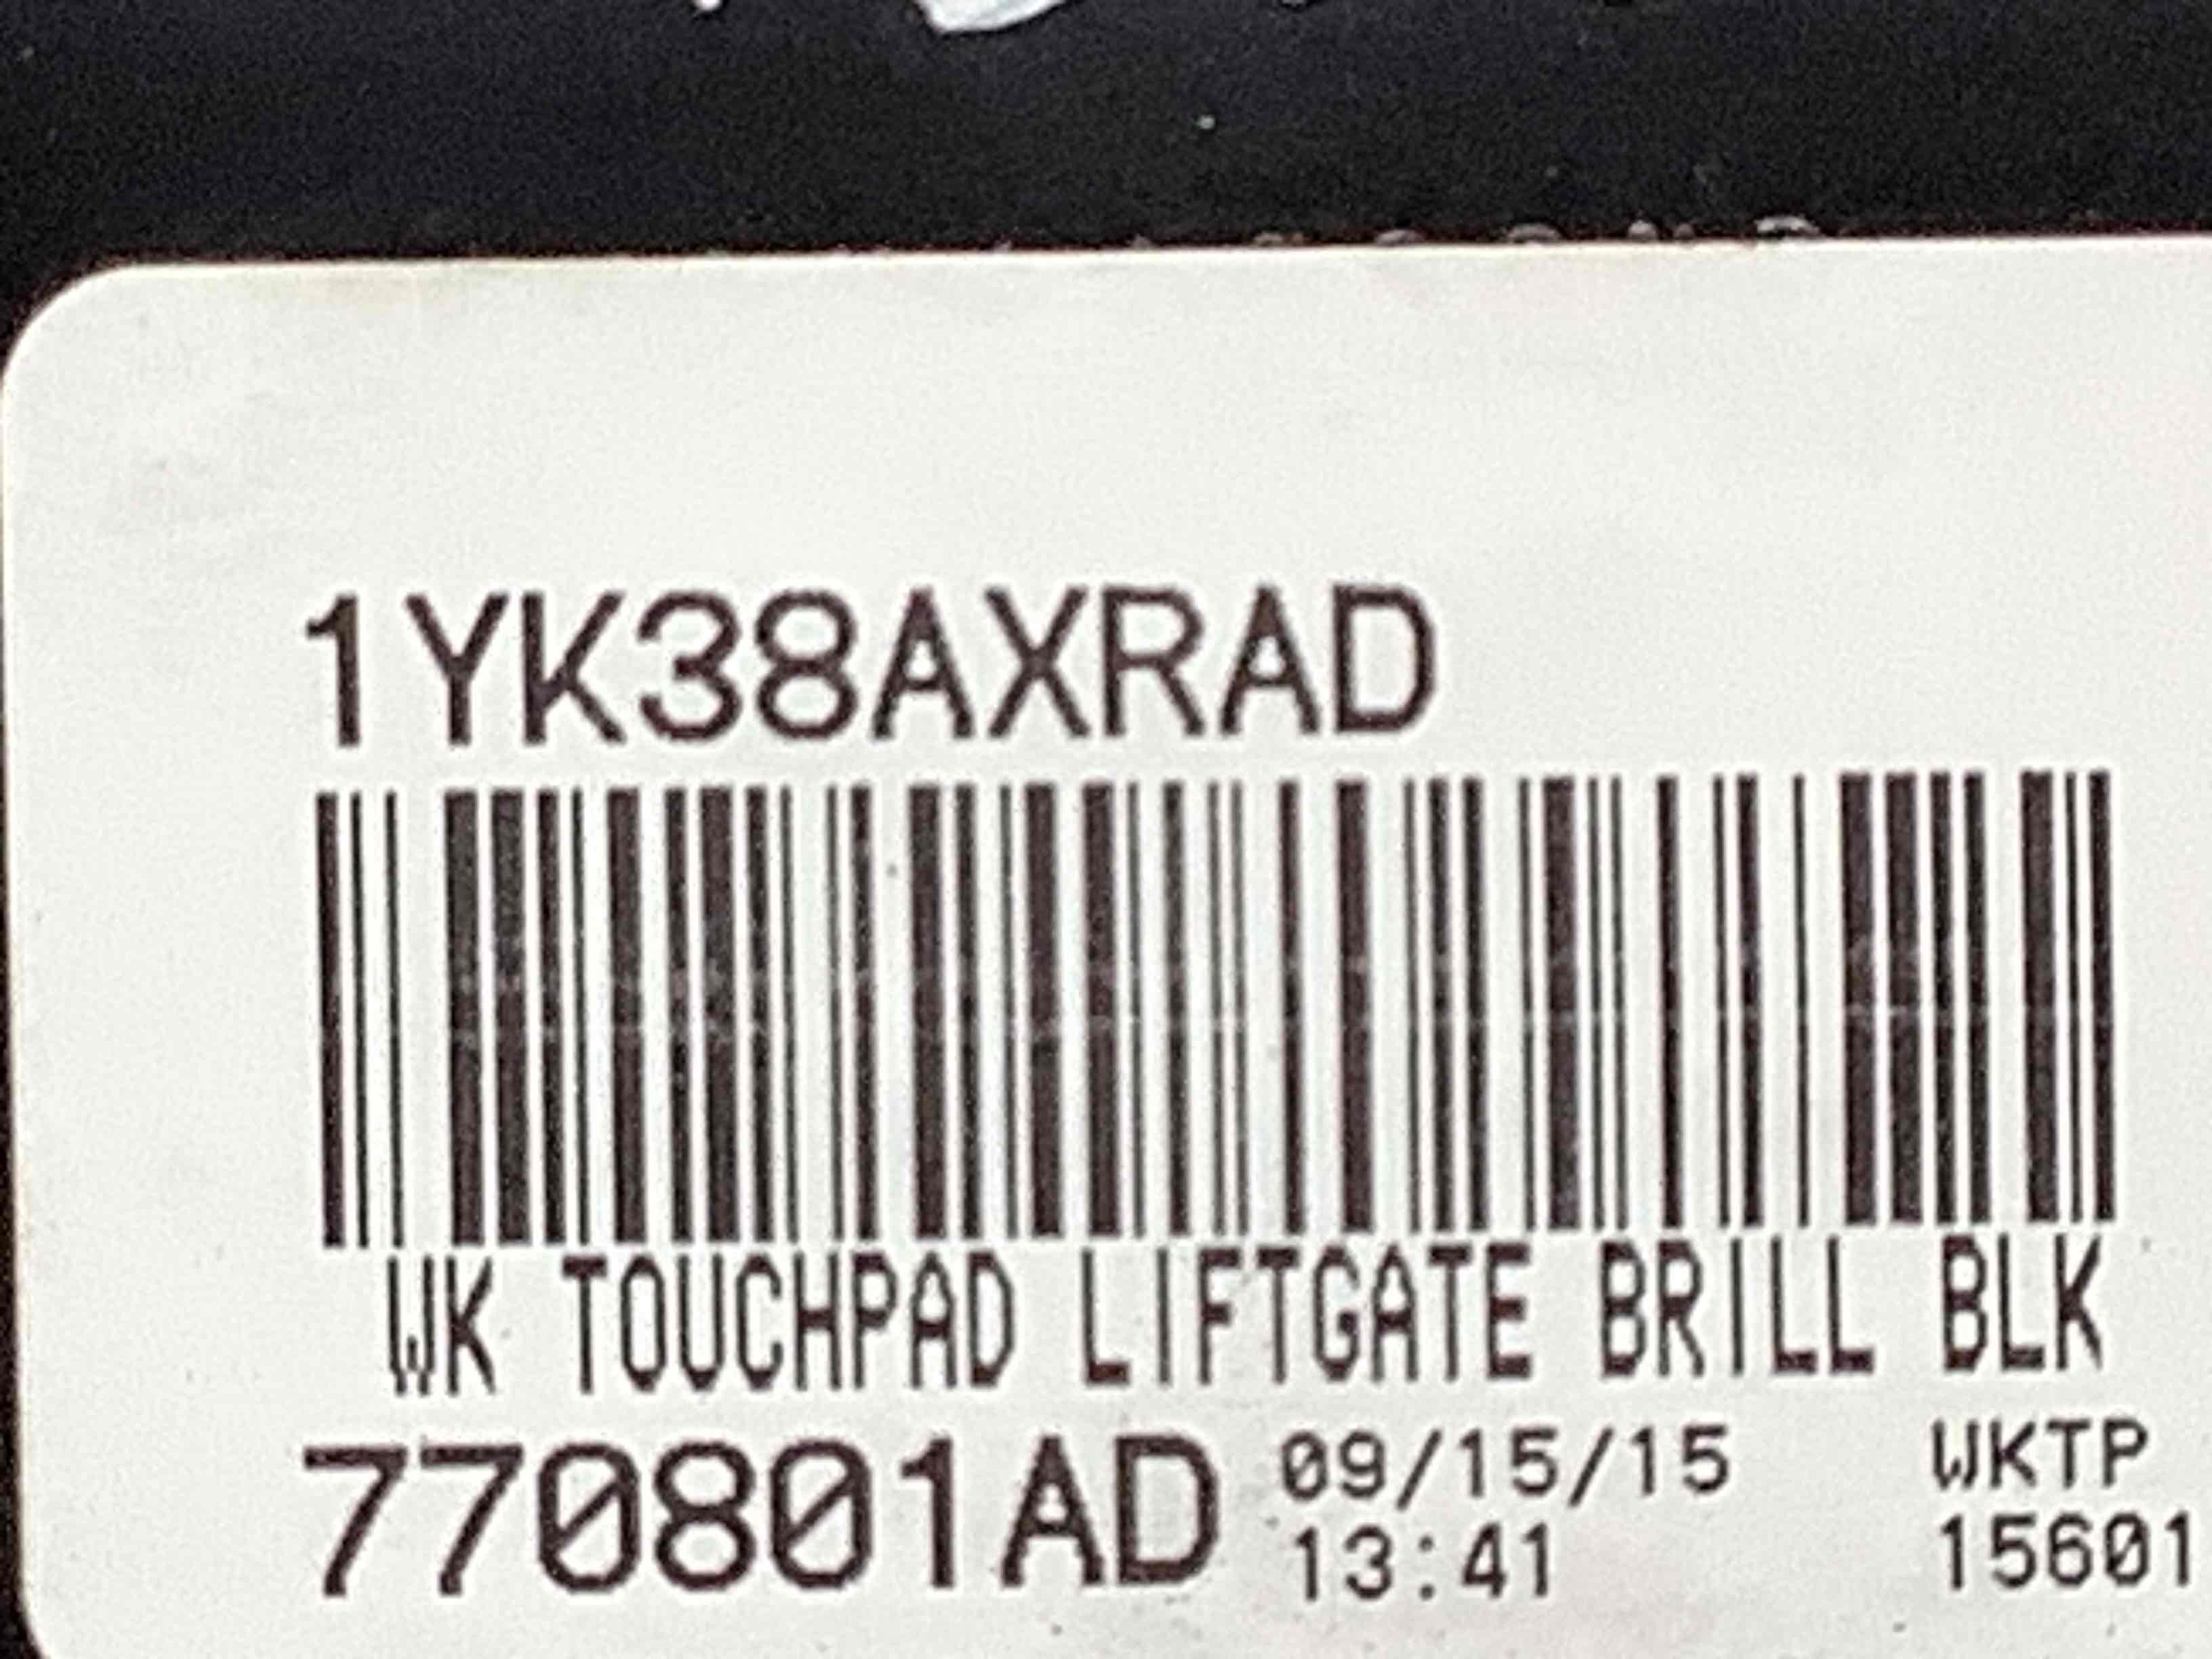 1YK38AXRAD
WK TOUCHPAD LIFTGATE BRILL BLK
770801AD 09/15/15 WKTP
13:41 15601